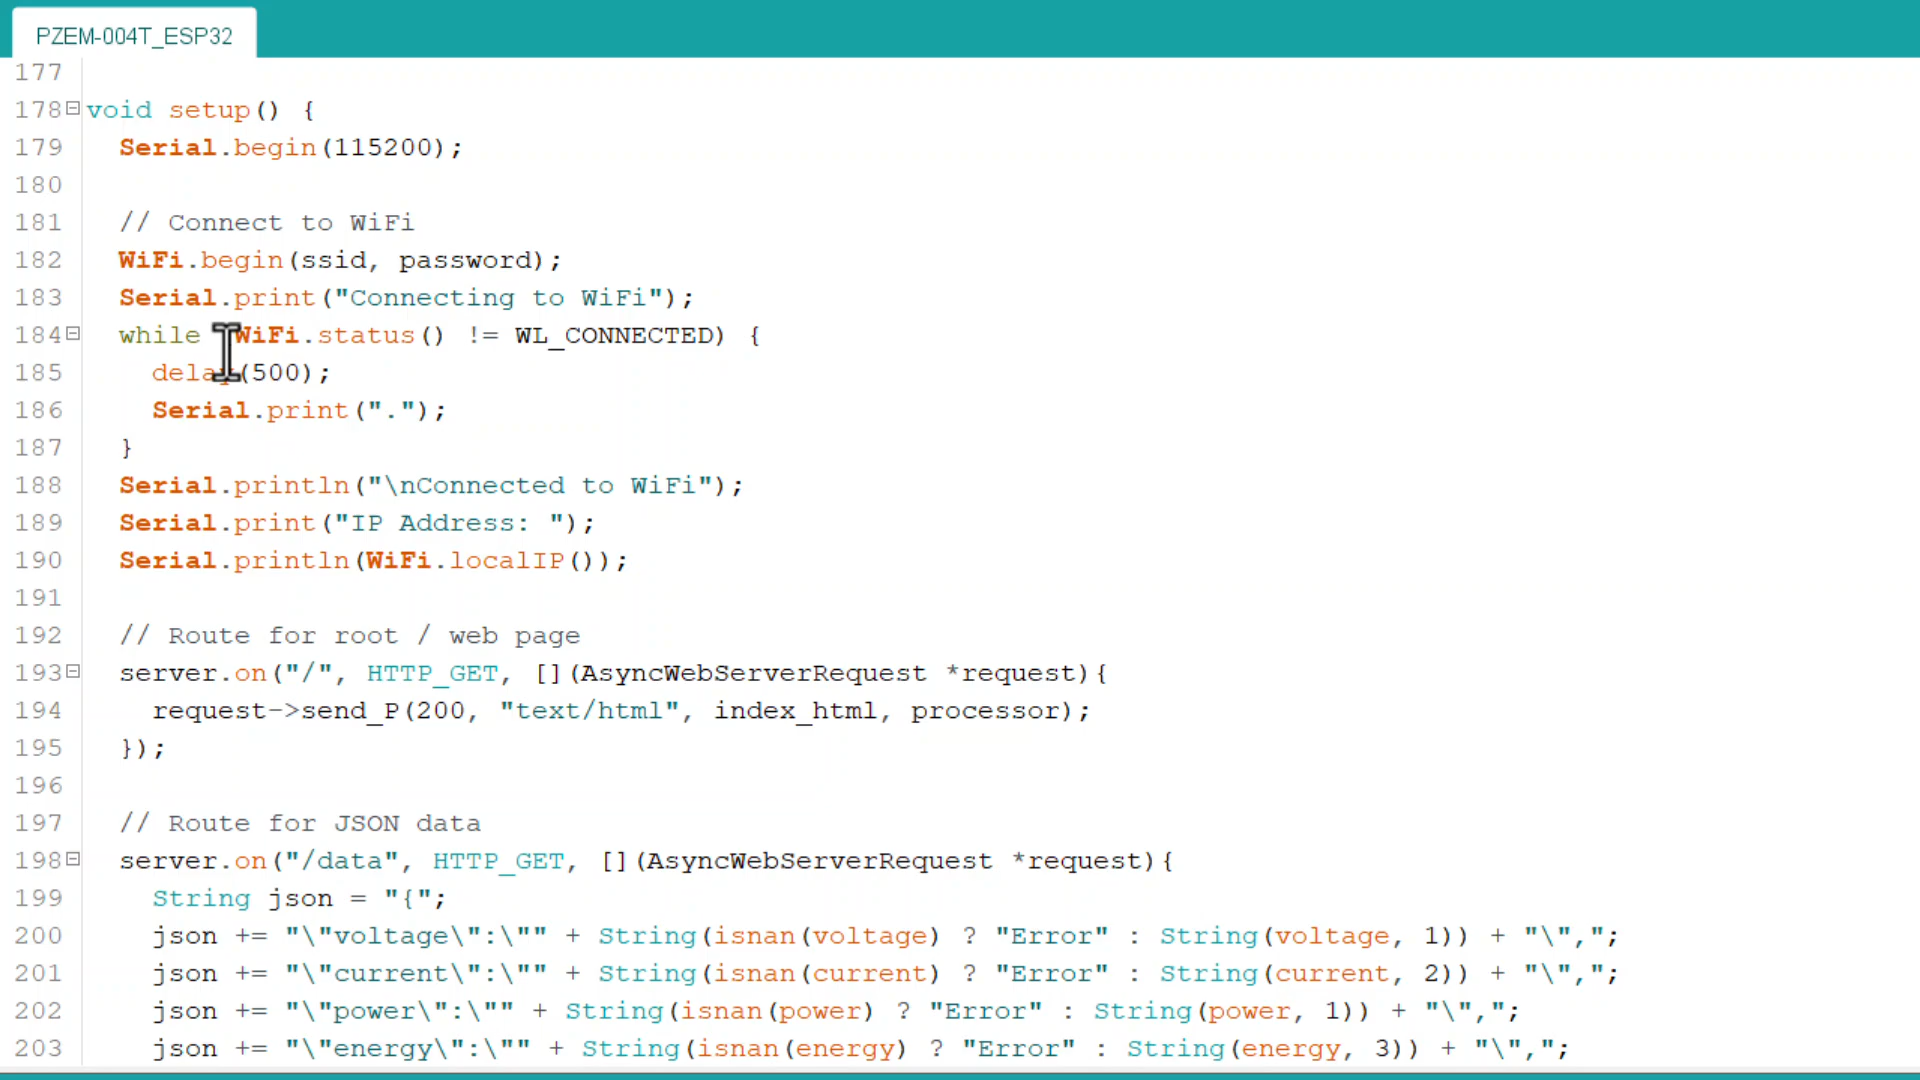 PZEM-004T_ESP32
177
178 void setup() {
179 Serial.begin(115200);
180
181 // Connect to WiFi
182 WiFi.begin(ssid, password);
183 Serial.print("Connecting to WiFi");
184 while WiFi.status() != WL_CONNECTED) {
185 delay(500);
186 Serial.print(".");
187 }
188 Serial.println("\nConnected to WiFi");
189 Serial.print("IP Address: ");
190 Serial.println(WiFi.localIP());
191
192 // Route for root / web page
193 server.on("/", HTTP_GET, [](AsyncWebServerRequest *request){
194 request->send_P(200, "text/html", index_html, processor);
195 });
196
197 // Route for JSON data
198 server.on("/data", HTTP_GET, [](AsyncWebServerRequest *request){
199 String json = "{";
200 json += "\"voltage\":\"" + String(isnan(voltage) ? "Error" : String(voltage, 1)) + "\",";
201 json += "\"current\":\"" + String(isnan(current) ? "Error" : String(current, 2)) + "\",";
202 json += "\"power\":\"" + String(isnan(power) ? "Error" : String(power, 1)) + "\",";
203 json += "\"energy\":\"" + String(isnan(energy) ? "Error" : String(energy, 3)) + "\",";